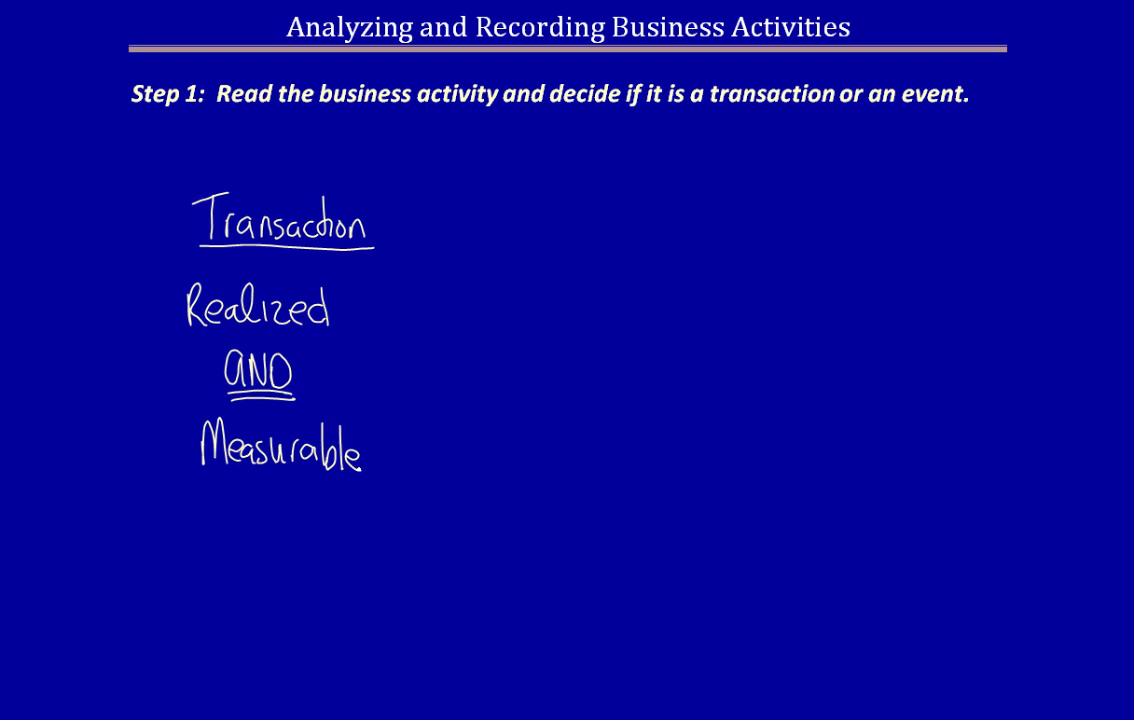 Analyzing and Recording Business Activities
Step 1: Read the business activity and decide if it is a transaction or an event.
Transaction
Realized
AND
Measurable